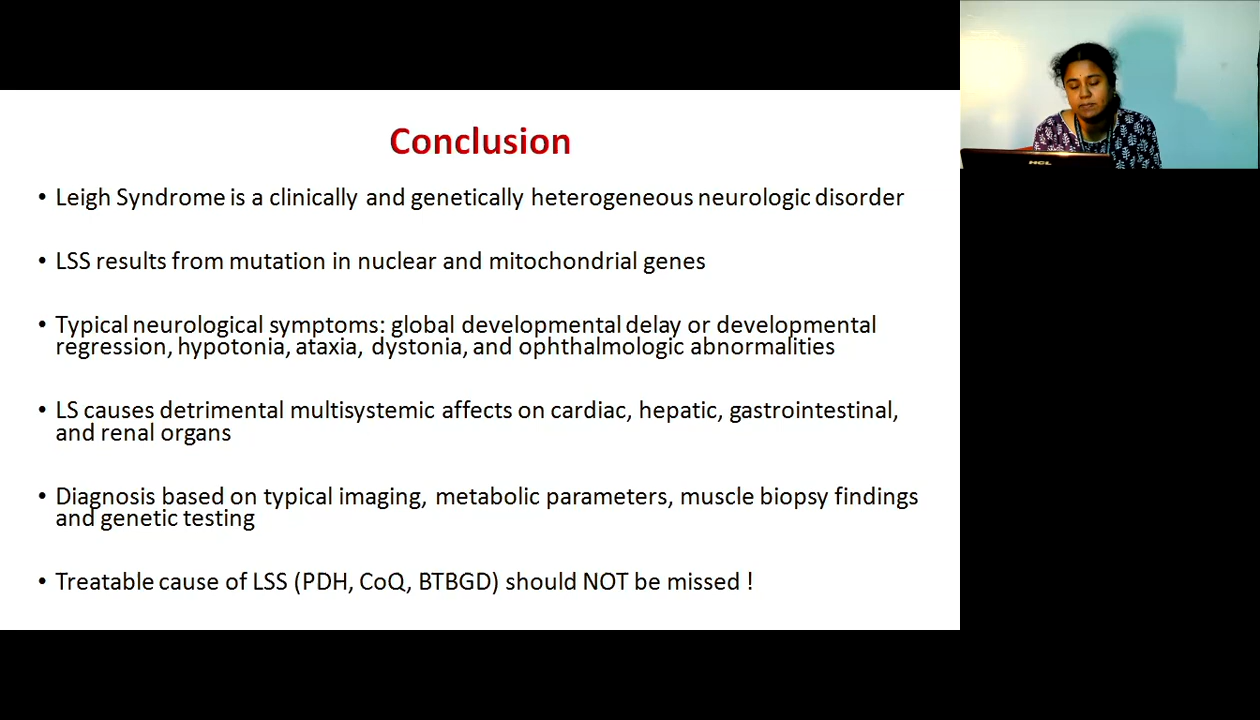 Conclusion
• Leigh Syndrome is a clinically and genetically heterogeneous neurologic disorder
• LSS results from mutation in nuclear and mitochondrial genes
• Typical neurological symptoms: global developmental delay or developmental
regression, hypotonia, ataxia, dystonia, and ophthalmologic abnormalities
• LS causes detrimental multisystemic affects on cardiac, hepatic, gastrointestinal,
and renal organs
• Diagnosis based on typical imaging, metabolic parameters, muscle biopsy findings
and genetic testing
• Treatable cause of LSS (PDH, CoQ, BTBGD) should NOT be missed !
HCL